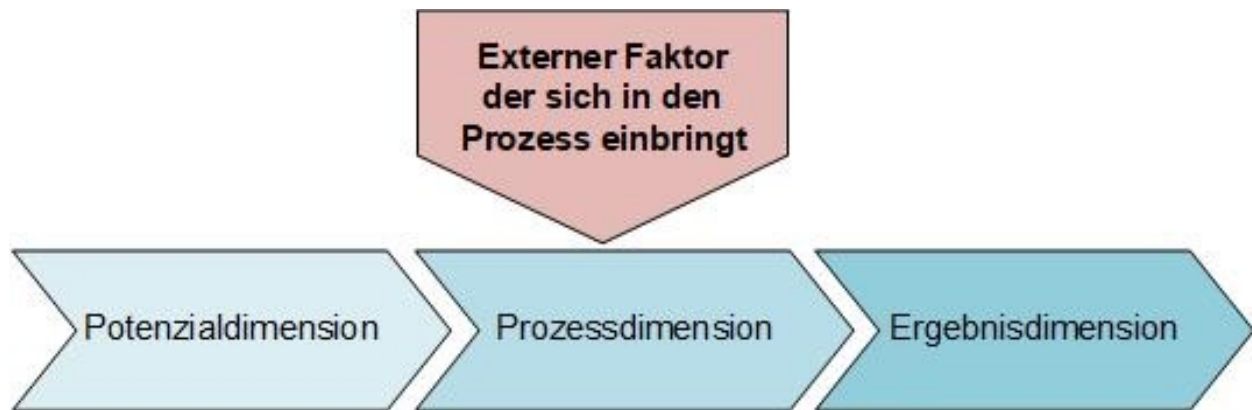 Externer Faktor
der sich in den
Prozess einbringt
Potenzialdimension
Prozessdimension
Ergebnisdimension